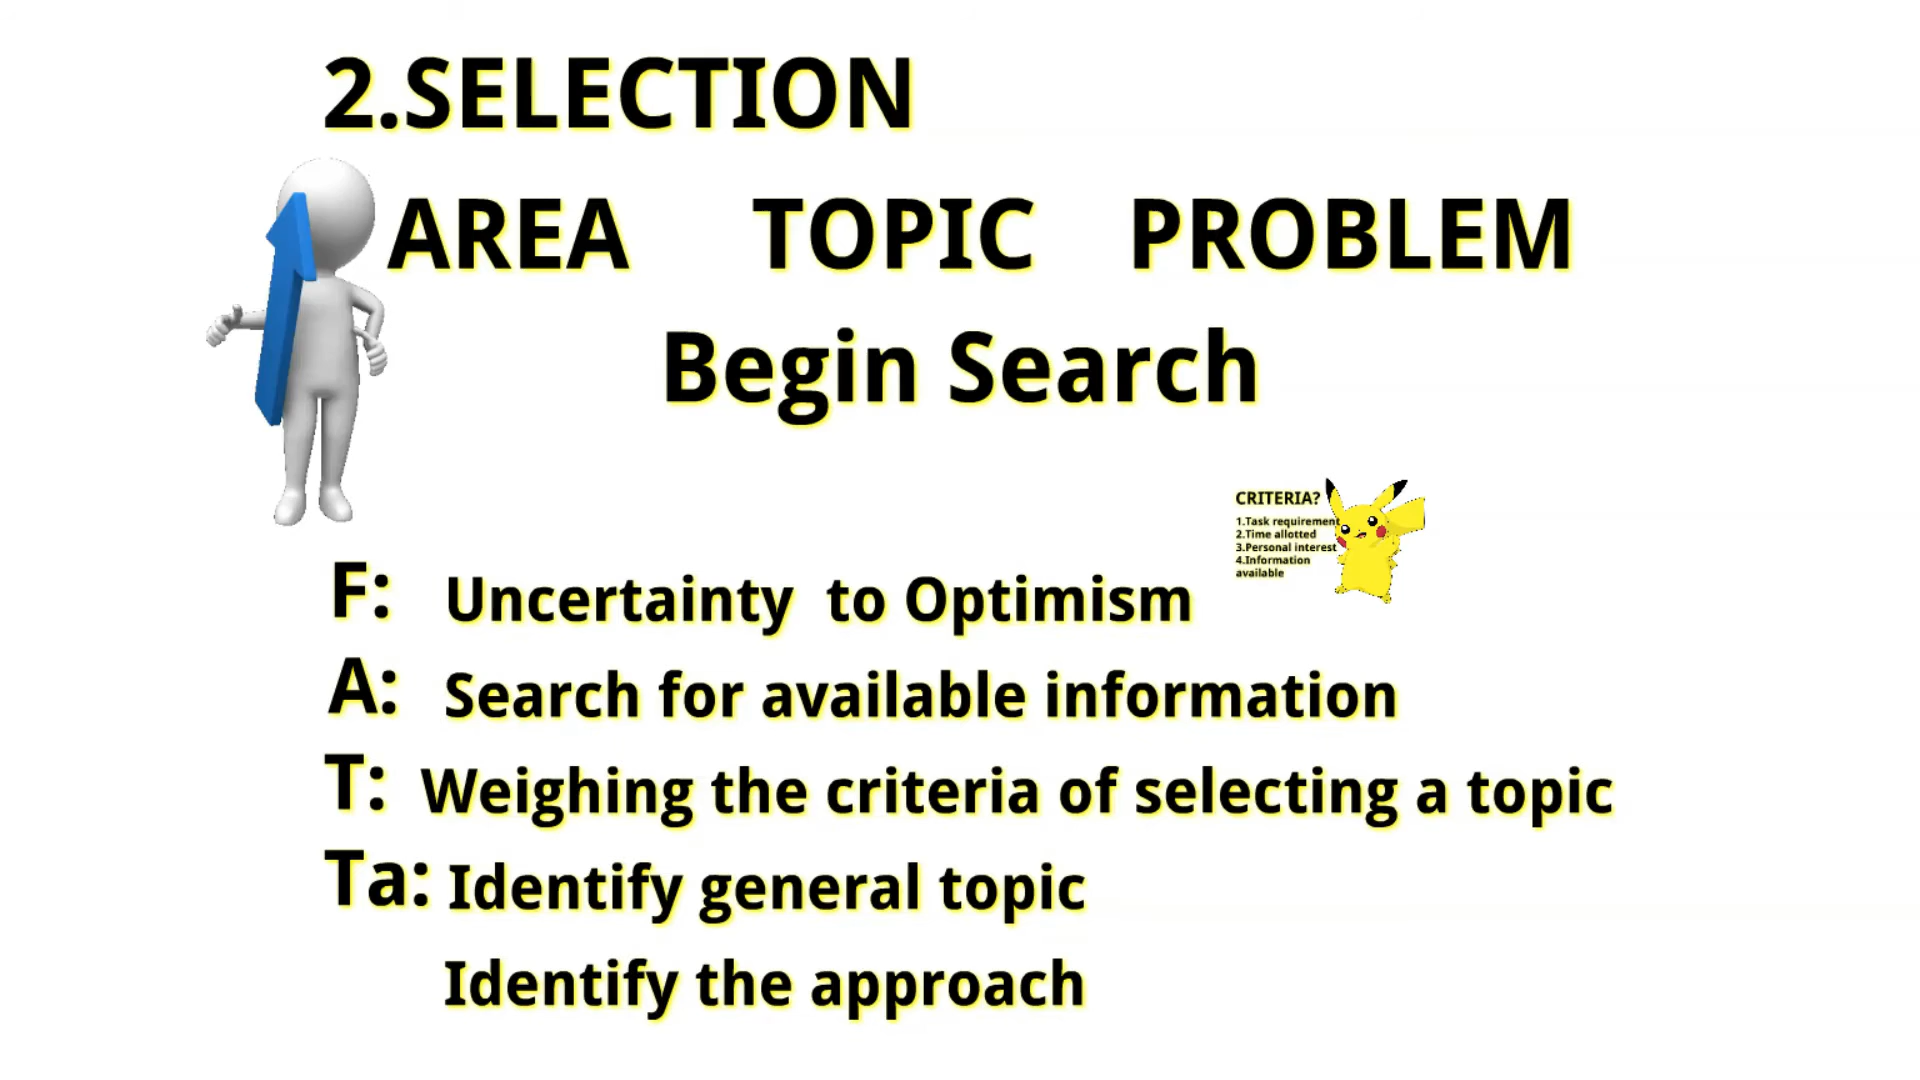 2.SELECTION
AREA TOPIC PROBLEM
Begin Search
CRITERIA?
1.Task requirement
2.Time allotted
3.Personal interest
4.Information
available
F: Uncertainty to Optimism
A: Search for available information
T: Weighing the criteria of selecting a topic
Ta: Identify general topic
Identify the approach